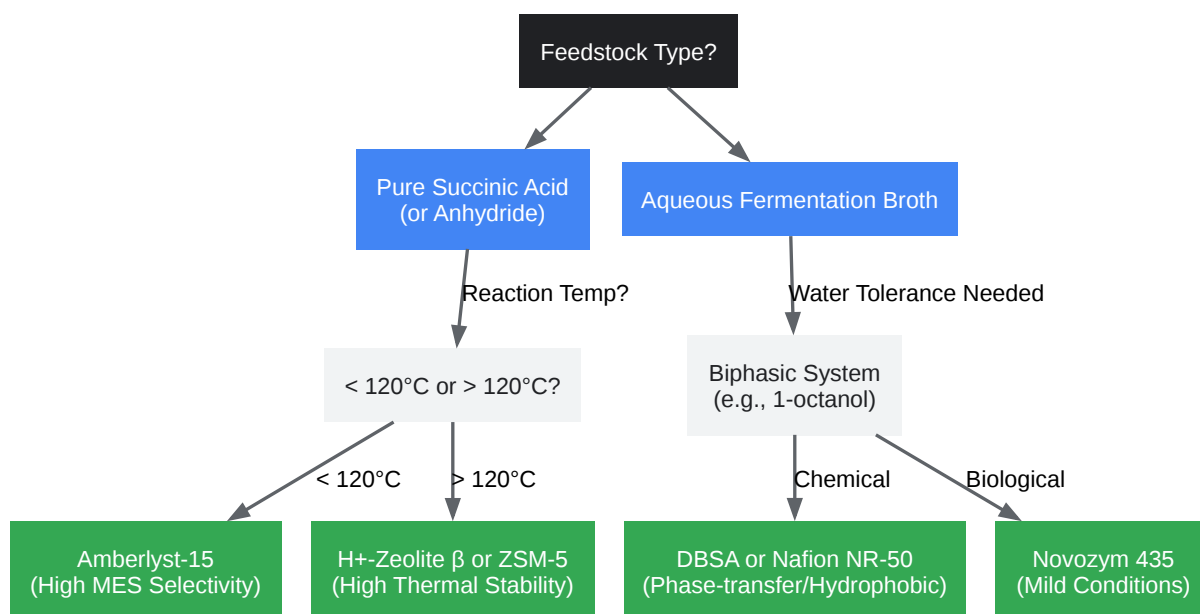 Feedstock Type?
Pure Succinic Acid
(or Anhydride)
Aqueous Fermentation Broth
Reaction Temp?
Water Tolerance Needed
< 120°C or > 120°C?
Biphasic System
(e.g., 1-octanol)
< 120°C
> 120°C
Chemical
Biological
Amberlyst-15
(High MES Selectivity)
H+-Zeolite β or ZSM-5
(High Thermal Stability)
DBSA or Nafion NR-50
(Phase-transfer/Hydrophobic)
Novozym 435
(Mild Conditions)